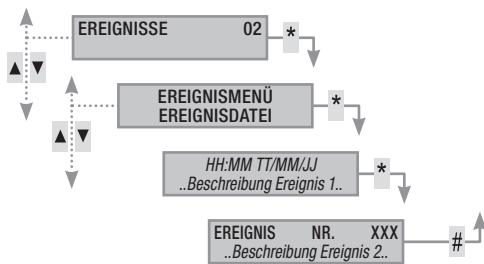 EREIGNISSE 02 *
▲ ▼
EREIGNISMENÜ *
EREIGNISDATEI
▲ ▼
HH:MM TT/MM/JJ *
..Beschreibung Ereignis 1..
EREIGNIS NR. XXX
..Beschreibung Ereignis 2.. #